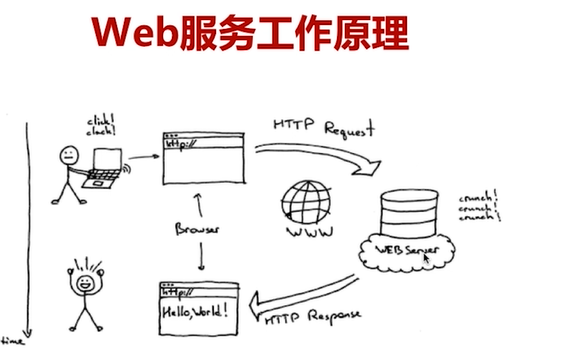 Web服务工作原理
click!
clack!
http://
HTTP Request
WWW
crunch!
crunch!
crunch!
WEB Server
Browser
http://
Hello,World!
HTTP Response
time